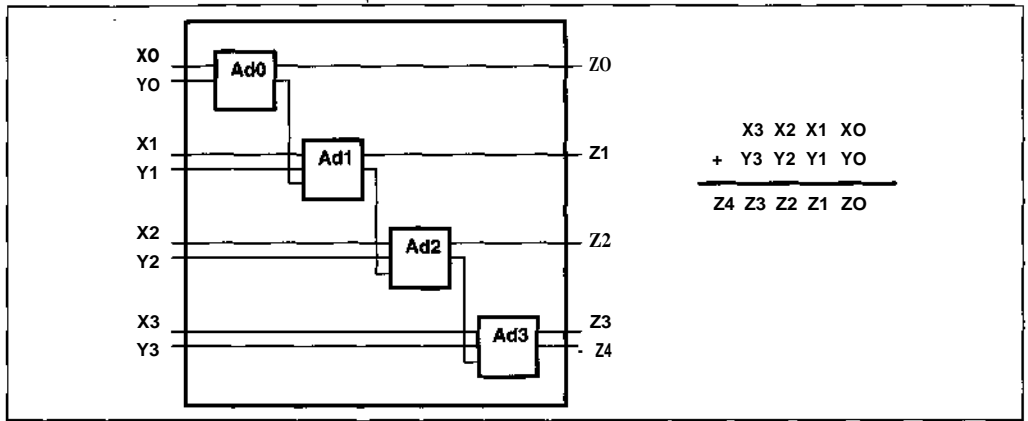 X0
Y0
Ad0
Z0
X1
Y1
Ad1
Z1
X2
Y2
Ad2
Z2
X3
Y3
Ad3
Z3
Z4
X3 X2 X1 X0
+ Y3 Y2 Y1 Y0
Z4 Z3 Z2 Z1 Z0